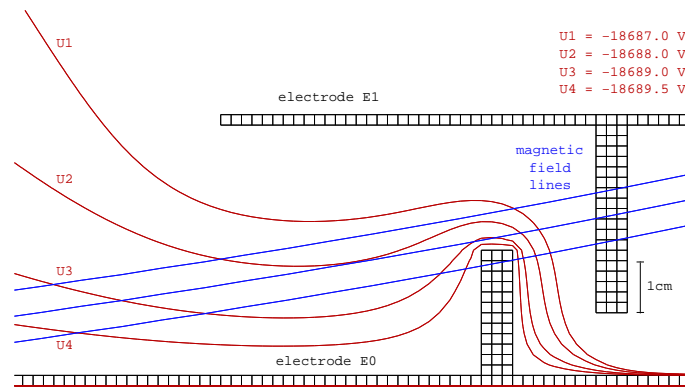 U1
U1 = -18687.0 V
U2 = -18688.0 V
U3 = -18689.0 V
U4 = -18689.5 V
electrode E1
magnetic
field
lines
U2
U3
1cm
U4
electrode E0